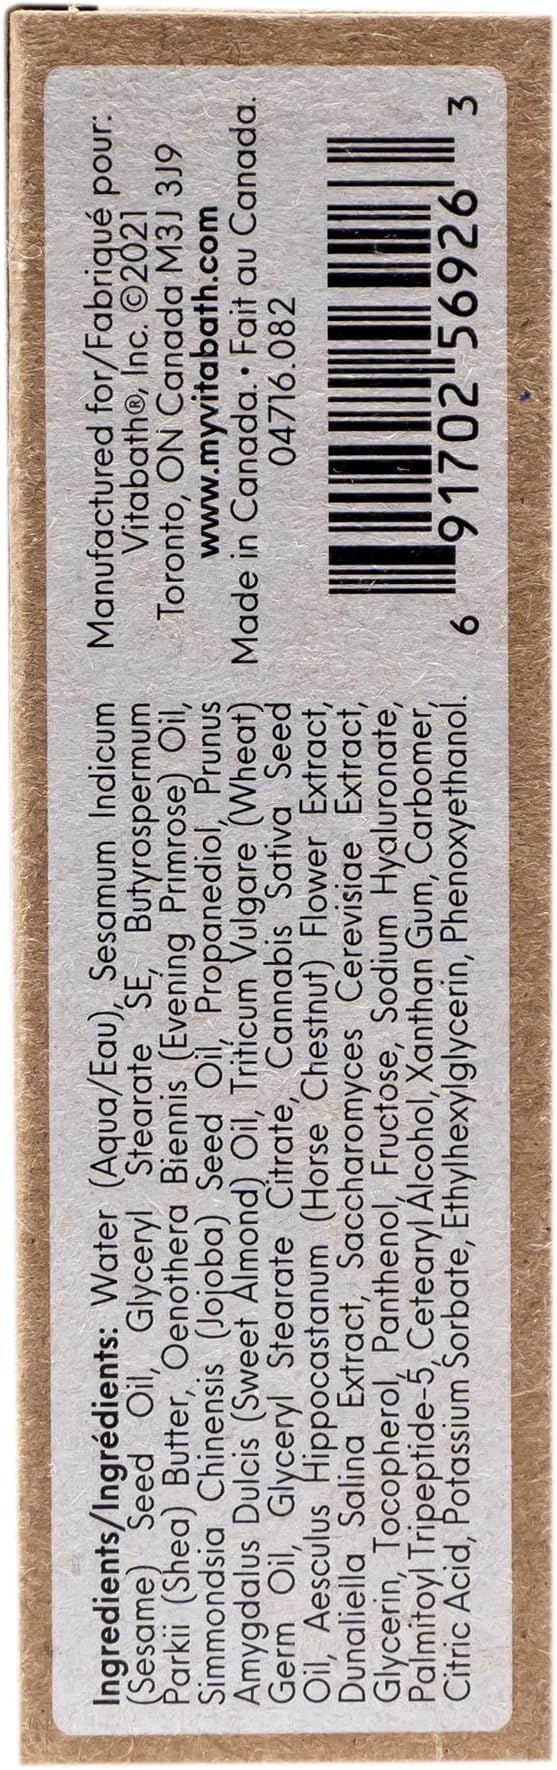 Ingredients/Ingrédients: Water (Aqua/Eau), Sesamum Indicum
(Sesame) Seed Oil, Glyceryl Stearate SE, Butyrospermum
Parkii (Shea) Butter, Oenothera Biennis (Evening Primrose) Oil,
Simmondsia Chinensis (Jojoba) Seed Oil, Propanediol, Prunus
Amygdalus Dulcis (Sweet Almond) Oil, Triticum Vulgare (Wheat)
Germ Oil, Glyceryl Stearate Citrate, Cannabis Sativa Seed
Oil, Aesculus Hippocastanum (Horse Chestnut) Flower Extract,
Dunaliella Salina Extract, Saccharomyces Cerevisiae Extract,
Glycerin, Tocopherol, Panthenol, Fructose, Sodium Hyaluronate,
Palmitoyl Tripeptide-5, Cetearyl Alcohol, Xanthan Gum, Carbomer,
Citric Acid, Potassium Sorbate, Ethylhexylglycerin, Phenoxyethanol.
Manufactured for/Fabriqué pour:
Vitabath®, Inc. ©2021
Toronto, ON Canada M3J 3J9
www.myvitabath.com
Made in Canada. • Fait au Canada.
04716.082
6 91702 56926 3